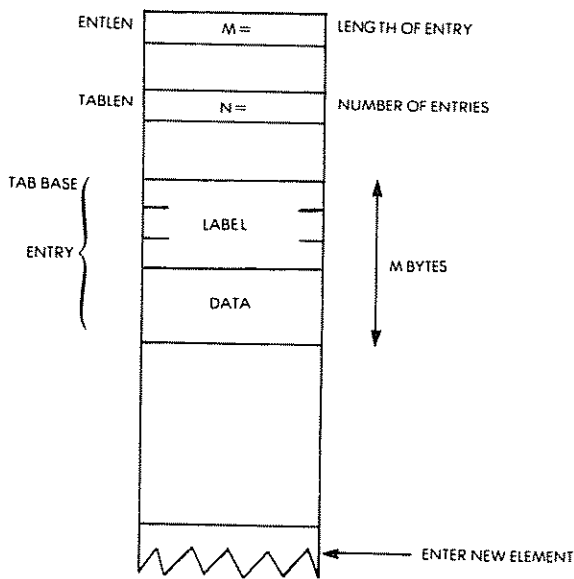 ENTLEN M= LENGTH OF ENTRY
TABLEN N= NUMBER OF ENTRIES
TAB BASE
LABEL
ENTRY
M BYTES
DATA
ENTER NEW ELEMENT